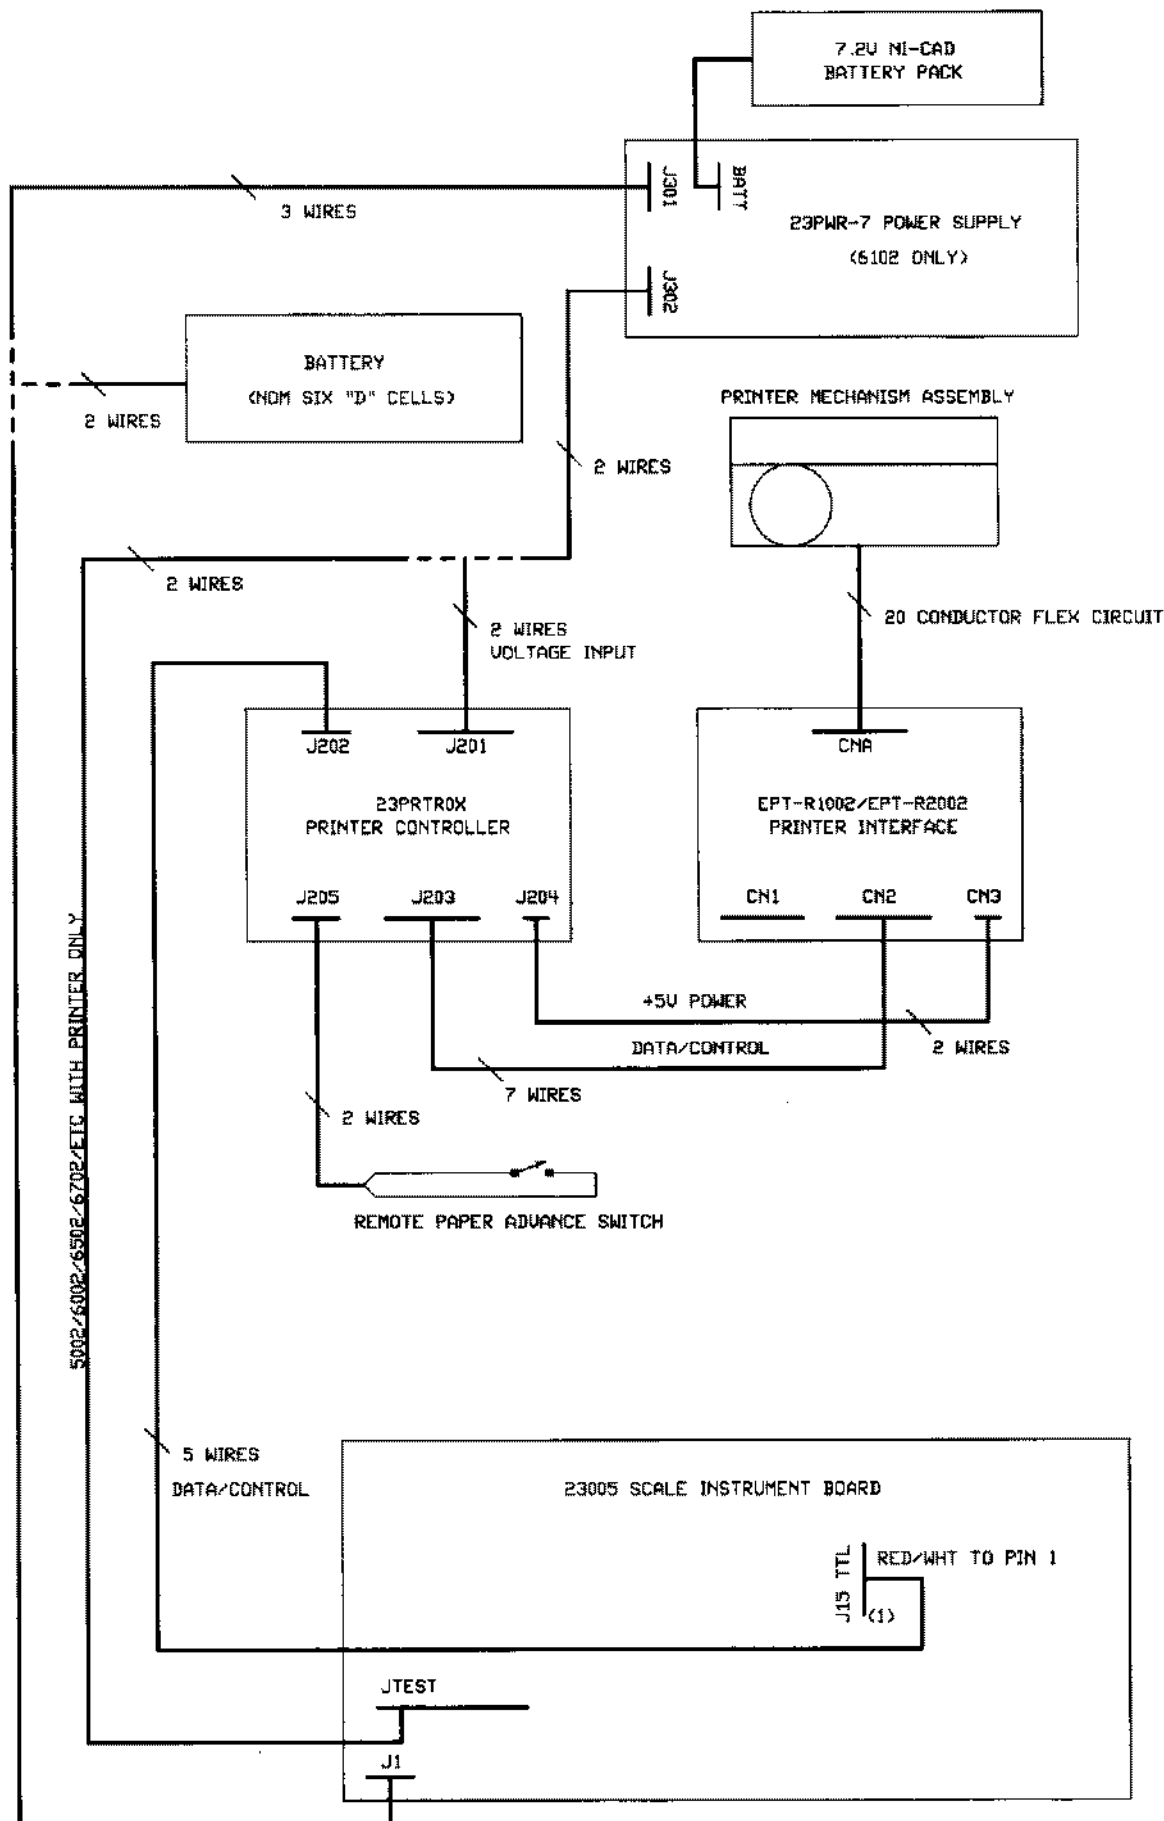 7.2V NI-CAD
BATTERY PACK
J301
BATT
3 WIRES
23PWR-7 POWER SUPPLY
(6102 ONLY)
J302
BATTERY
(NOM SIX "D" CELLS)
2 WIRES
PRINTER MECHANISM ASSEMBLY
2 WIRES
2 WIRES
20 CONDUCTOR FLEX CIRCUIT
2 WIRES
VOLTAGE INPUT
J202
J201
CNA
23PRTROX
PRINTER CONTROLLER
EPT-R1002/EPT-R2002
PRINTER INTERFACE
J205
J203
J204
CN1
CN2
CN3
5002/6002/6502/6702/ETC WITH PRINTER ONLY
+5V POWER
DATA/CONTROL
2 WIRES
7 WIRES
2 WIRES
REMOTE PAPER ADVANCE SWITCH
5 WIRES
DATA/CONTROL
23005 SCALE INSTRUMENT BOARD
J15 TTL
RED/WHT TO PIN 1
(1)
JTEST
J1